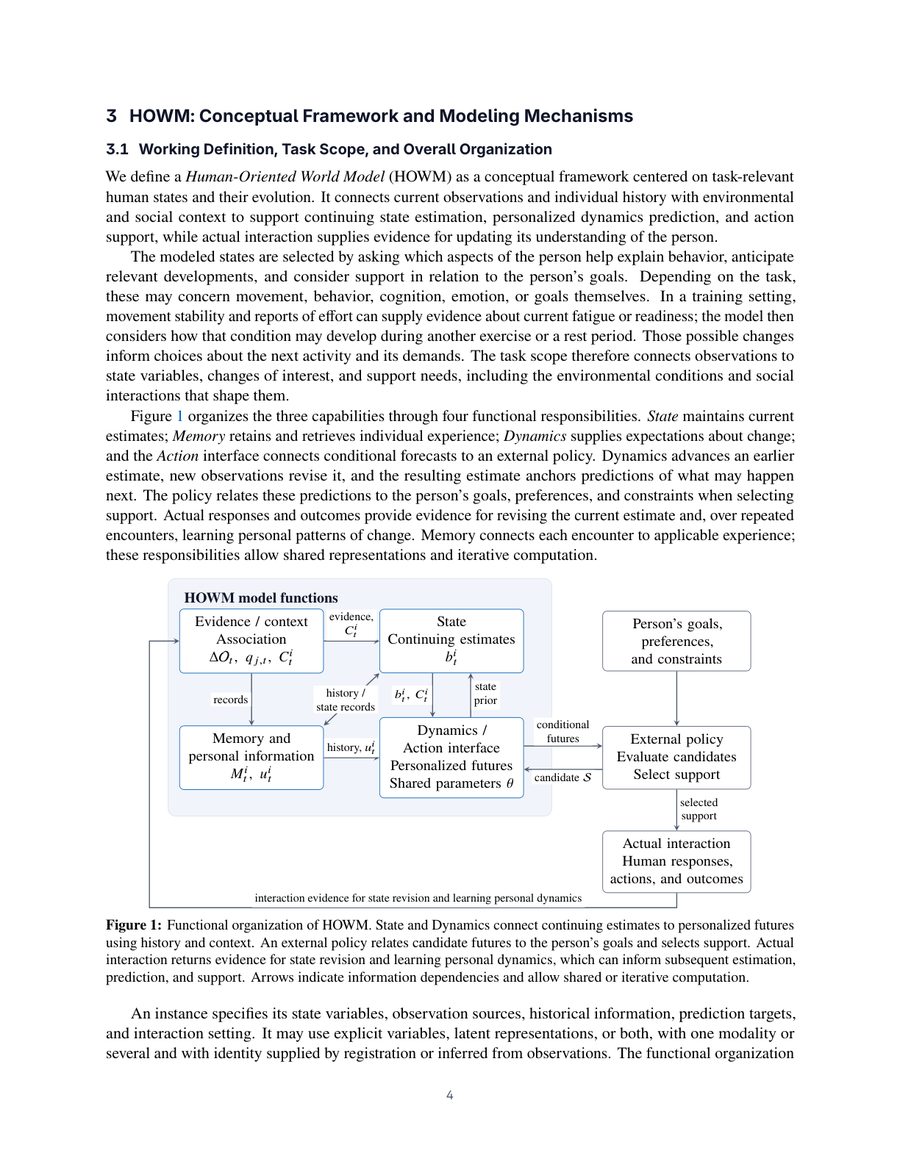 3 HOWM: Conceptual Framework and Modeling Mechanisms
3.1 Working Definition, Task Scope, and Overall Organization
We define a Human-Oriented World Model (HOWM) as a conceptual framework centered on task-relevant
human states and their evolution. It connects current observations and individual history with environmental
and social context to support continuing state estimation, personalized dynamics prediction, and action
support, while actual interaction supplies evidence for updating its understanding of the person.
The modeled states are selected by asking which aspects of the person help explain behavior, anticipate
relevant developments, and consider support in relation to the person's goals. Depending on the task,
these may concern movement, behavior, cognition, emotion, or goals themselves. In a training setting,
movement stability and reports of effort can supply evidence about current fatigue or readiness; the model then
considers how that condition may develop during another exercise or a rest period. Those possible changes
inform choices about the next activity and its demands. The task scope therefore connects observations to
state variables, changes of interest, and support needs, including the environmental conditions and social
interactions that shape them.
Figure 1 organizes the three capabilities through four functional responsibilities. State maintains current
estimates; Memory retains and retrieves individual experience; Dynamics supplies expectations about change;
and the Action interface connects conditional forecasts to an external policy. Dynamics advances an earlier
estimate, new observations revise it, and the resulting estimate anchors predictions of what may happen
next. The policy relates these predictions to the person's goals, preferences, and constraints when selecting
support. Actual responses and outcomes provide evidence for revising the current estimate and, over repeated
encounters, learning personal patterns of change. Memory connects each encounter to applicable experience;
these responsibilities allow shared representations and iterative computation.
HOWM model functions
Evidence / context
Association
ΔO_t, q_{j,t}, C_t^i
evidence,
C_t^i
State
Continuing estimates
b_t^i
Person's goals,
preferences,
and constraints
records
history /
state records
b_t^i, C_t^i
state
prior
Memory and
personal information
M_t^i, u_t^i
history, u_t^i
Dynamics /
Action interface
Personalized futures
Shared parameters θ
conditional
futures
candidate S
External policy
Evaluate candidates
Select support
selected
support
Actual interaction
Human responses,
actions, and outcomes
interaction evidence for state revision and learning personal dynamics
Figure 1: Functional organization of HOWM. State and Dynamics connect continuing estimates to personalized futures
using history and context. An external policy relates candidate futures to the person's goals and selects support. Actual
interaction returns evidence for state revision and learning personal dynamics, which can inform subsequent estimation,
prediction, and support. Arrows indicate information dependencies and allow shared or iterative computation.
An instance specifies its state variables, observation sources, historical information, prediction targets,
and interaction setting. It may use explicit variables, latent representations, or both, with one modality or
several and with identity supplied by registration or inferred from observations. The functional organization
4